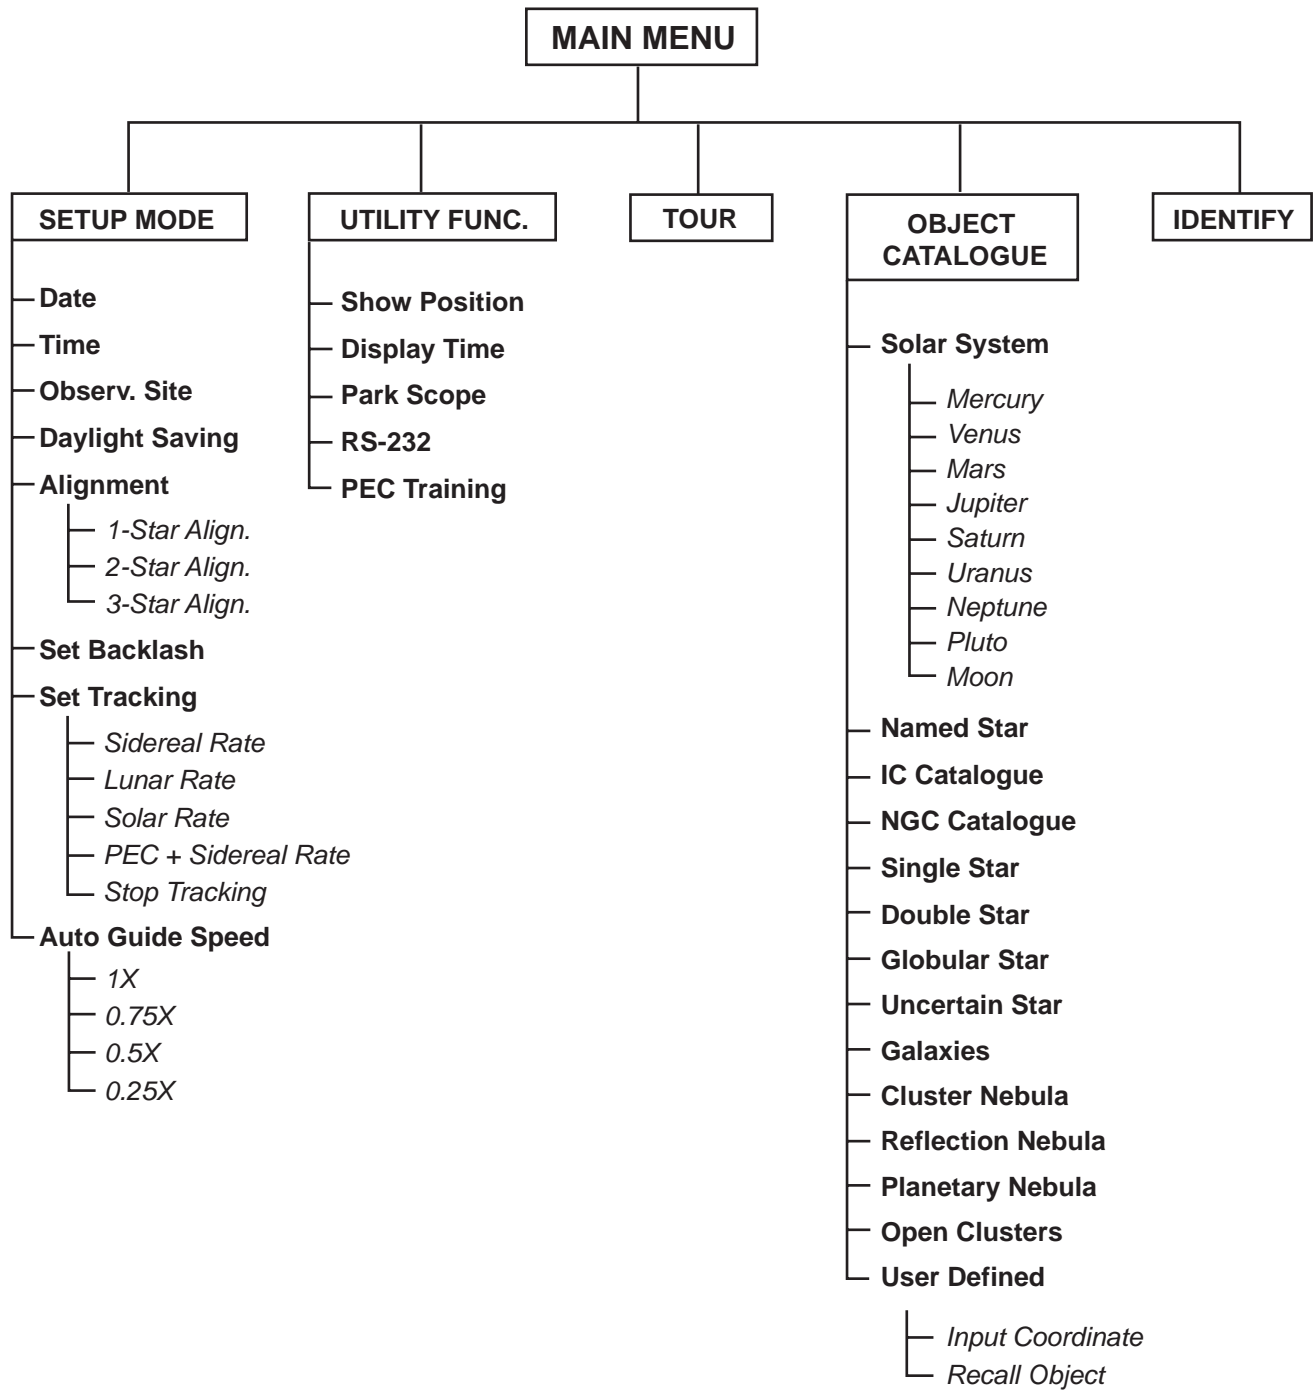 MAIN MENU
SETUP MODE
Date
Time
Observ. Site
Daylight Saving
Alignment
1-Star Align.
2-Star Align.
3-Star Align.
Set Backlash
Set Tracking
Sidereal Rate
Lunar Rate
Solar Rate
PEC + Sidereal Rate
Stop Tracking
Auto Guide Speed
1X
0.75X
0.5X
0.25X
UTILITY FUNC.
Show Position
Display Time
Park Scope
RS-232
PEC Training
TOUR
OBJECT
CATALOGUE
Solar System
Mercury
Venus
Mars
Jupiter
Saturn
Uranus
Neptune
Pluto
Moon
Named Star
IC Catalogue
NGC Catalogue
Single Star
Double Star
Globular Star
Uncertain Star
Galaxies
Cluster Nebula
Reflection Nebula
Planetary Nebula
Open Clusters
User Defined
Input Coordinate
Recall Object
IDENTIFY